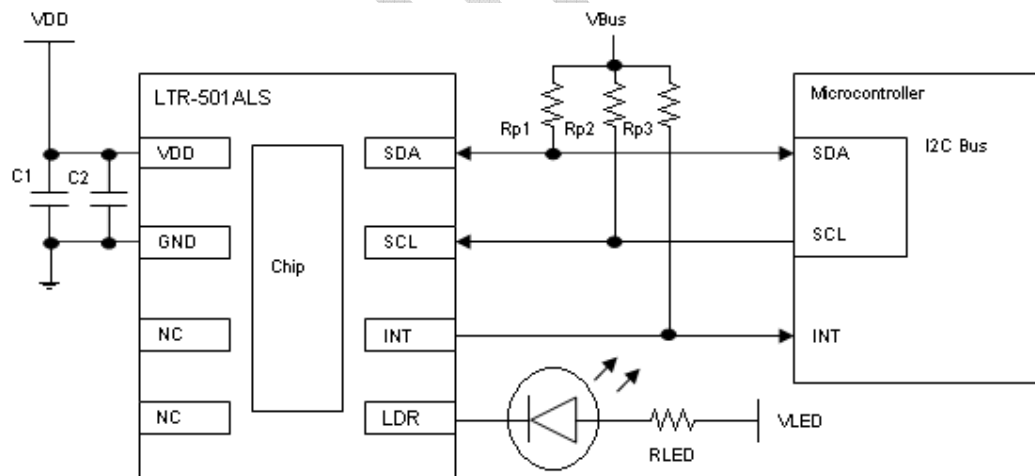 VDD
VBus
LTR-501ALS
Microcontroller
Rp1
Rp2
Rp3
I2C Bus
VDD
SDA
SDA
C1
C2
GND
SCL
SCL
Chip
NC
INT
INT
NC
LDR
VLED
RLED